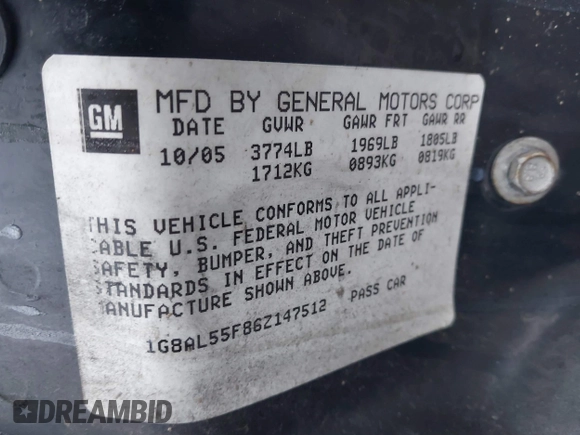 GM
MFD BY GENERAL MOTORS CORP
DATE GVWR GAWR FRT GAWR RR
10/05 3774LB 1969LB 1805LB
1712KG 0893KG 0819KG
THIS VEHICLE CONFORMS TO ALL APPLI-
CABLE U.S. FEDERAL MOTOR VEHICLE
SAFETY, BUMPER, AND THEFT PREVENTION
STANDARDS IN EFFECT ON THE DATE OF
MANUFACTURE SHOWN ABOVE.
1G8AL55F86Z147512 PASS CAR
DREAMBID